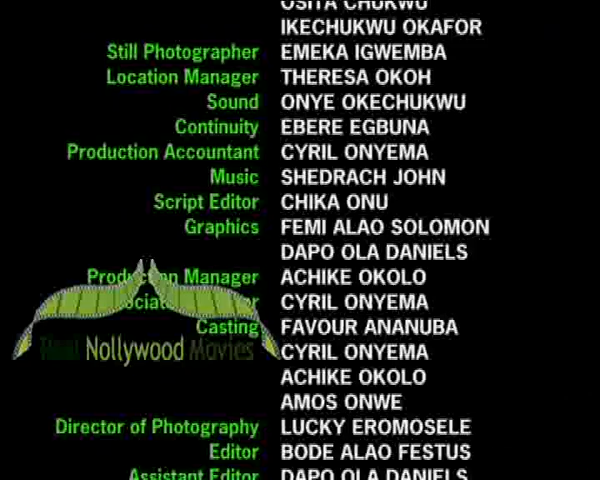 OSITA CHUKWU
IKECHUKWU OKAFOR
Still Photographer EMEKA IGWEMBA
Location Manager THERESA OKOH
Sound ONYE OKECHUKWU
Continuity EBERE EGBUNA
Production Accountant CYRIL ONYEMA
Music SHEDRACH JOHN
Script Editor CHIKA ONU
Graphics FEMI ALAO SOLOMON
DAPO OLA DANIELS
Production Manager ACHIKE OKOLO
CYRIL ONYEMA
Casting FAVOUR ANANUBA
Real Nollywood Movies CYRIL ONYEMA
ACHIKE OKOLO
AMOS ONWE
Director of Photography LUCKY EROMOSELE
Editor BODE ALAO FESTUS
Assistant Editor DAPO OLA DANIELS